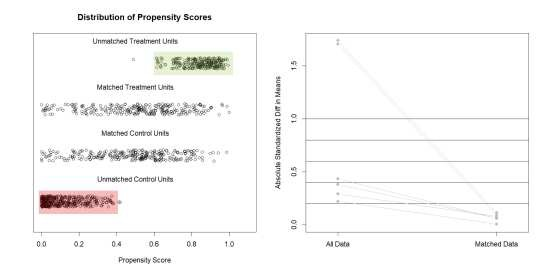 Distribution of Propensity Scores
Unmatched Treatment Units
Matched Treatment Units
Matched Control Units
Unmatched Control Units
0.0 0.2 0.4 0.6 0.8 1.0
Propensity Score
Absolute Standardized Diff in Means
1.5
1.0
0.5
0.0
All Data Matched Data